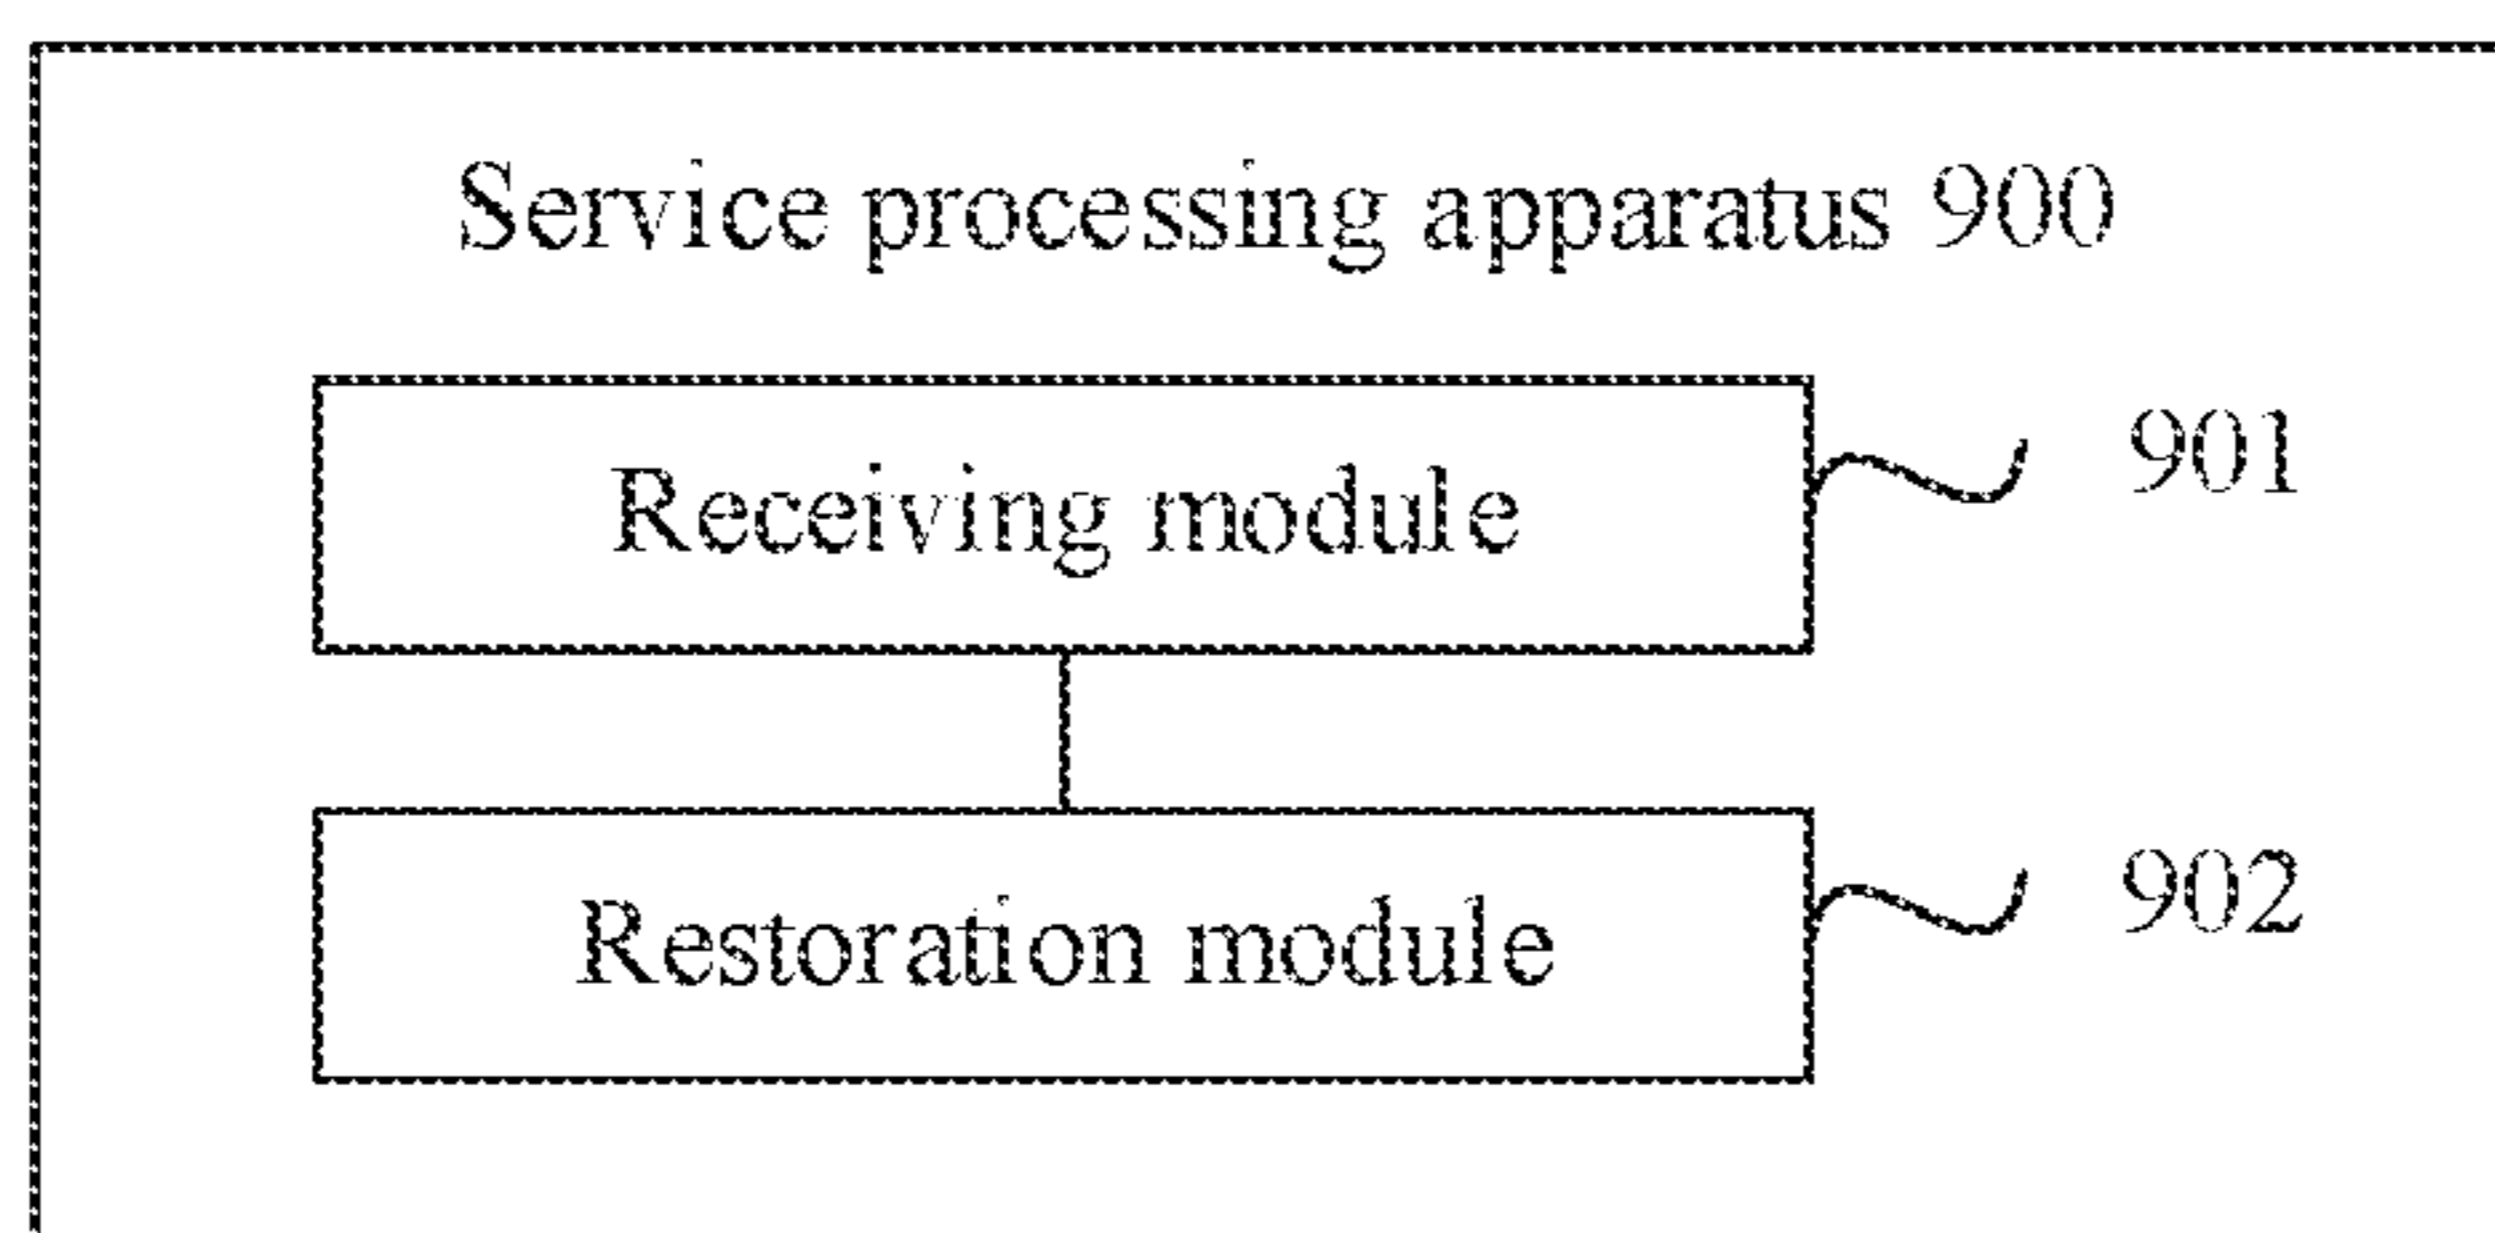 Service processing apparatus 900
Receiving module
901
Restoration module
902